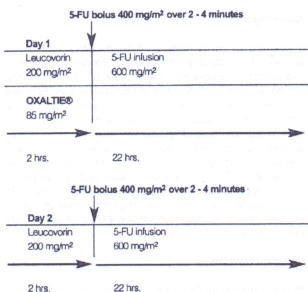 5-FU bolus 400 mg/m² over 2 - 4 minutes
Day 1
Leucovorin 5-FU infusion
200 mg/m² 600 mg/m²
OXALTIE®
85 mg/m²
2 hrs. 22 hrs.
5-FU bolus 400 mg/m² over 2 - 4 minutes
Day 2
Leucovorin 5-FU infusion
200 mg/m² 600 mg/m²
2 hrs. 22 hrs.